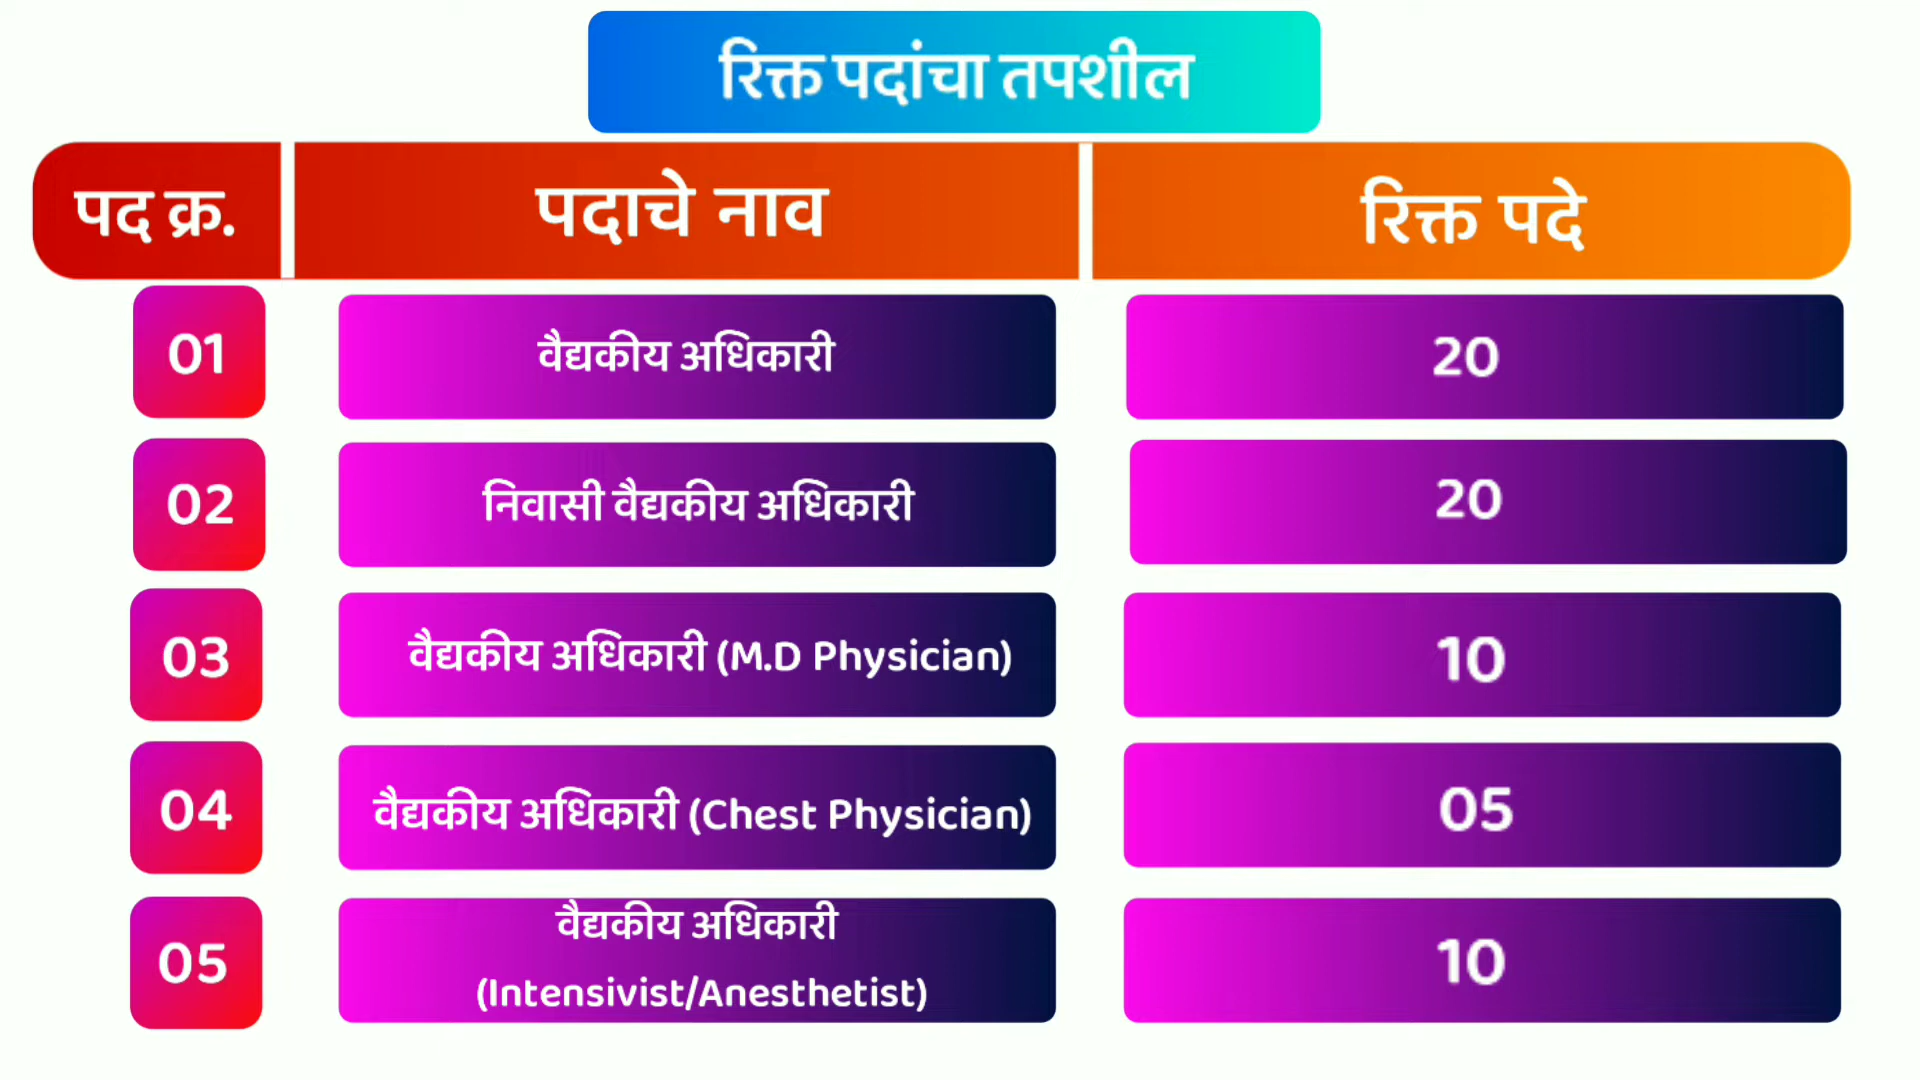 रिक्त पदांचा तपशील
पद क्र. पदाचे नाव रिक्त पदे
01 वैद्यकीय अधिकारी 20
02 निवासी वैद्यकीय अधिकारी 20
03 वैद्यकीय अधिकारी (M.D Physician) 10
04 वैद्यकीय अधिकारी (Chest Physician) 05
05 वैद्यकीय अधिकारी
(Intensivist/Anesthetist) 10